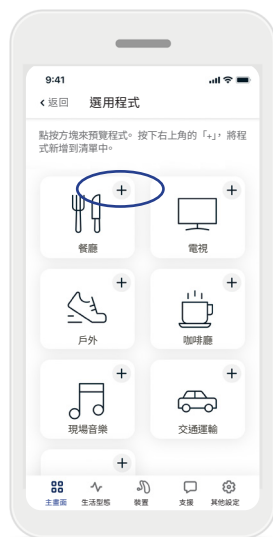 9:41
返回 選用程式
點按方塊來預覽程式。按下右上角的「+」，將程
式新增到清單中。
餐廳 電視
戶外 咖啡廳
現場音樂 交通運輸
主畫面 生活型態 裝置 支援 其他設定